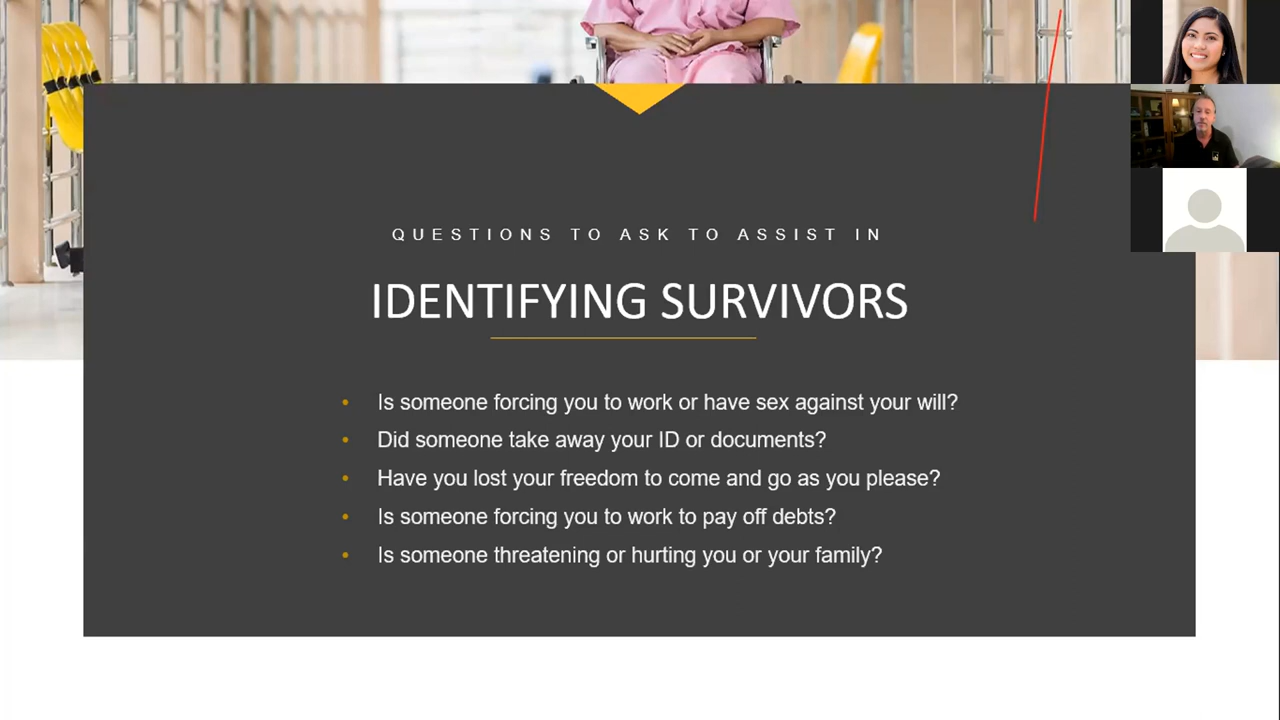 QUESTIONS TO ASK TO ASSIST IN
IDENTIFYING SURVIVORS
• Is someone forcing you to work or have sex against your will?
• Did someone take away your ID or documents?
• Have you lost your freedom to come and go as you please?
• Is someone forcing you to work to pay off debts?
• Is someone threatening or hurting you or your family?